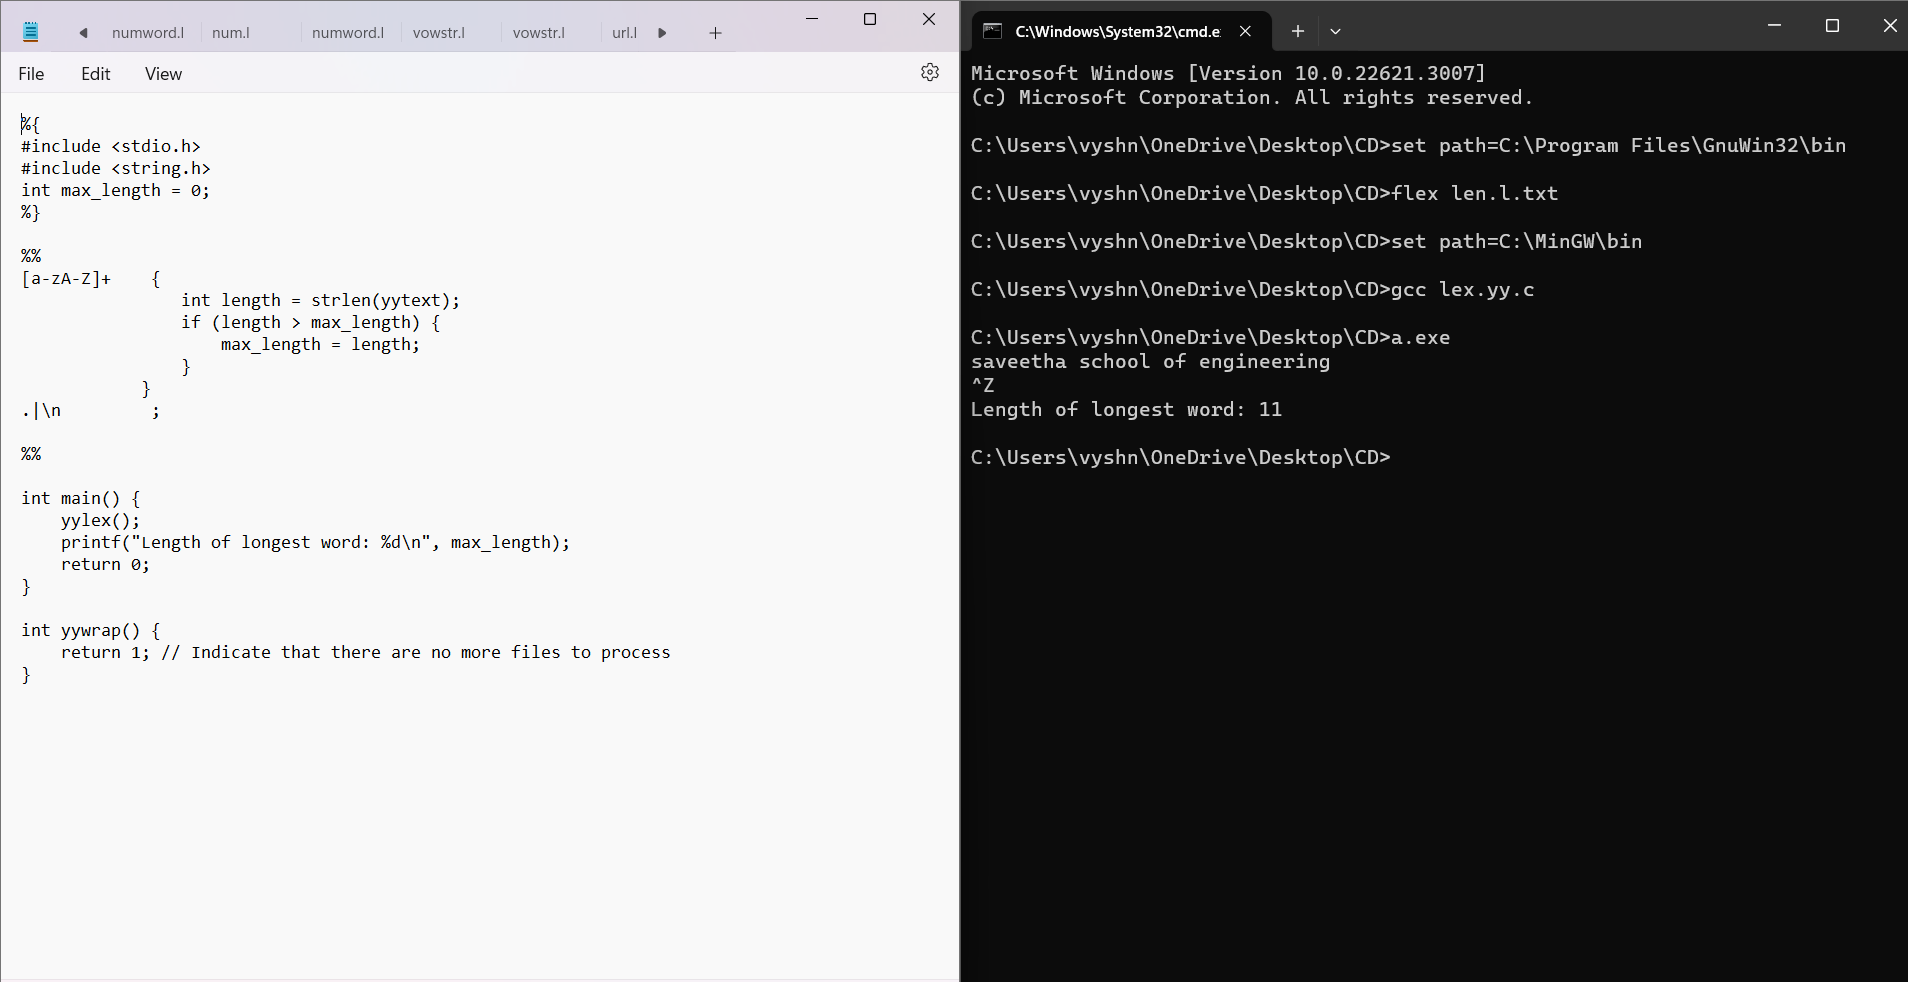 numword.l num.l numword.l vowstr.l vowstr.l url.l
File Edit View
%{
#include <stdio.h>
#include <string.h>
int max_length = 0;
%}
%%
[a-zA-Z]+    {
                int length = strlen(yytext);
                if (length > max_length) {
                    max_length = length;
                }
            }
.|\n         ;
%%
int main() {
    yylex();
    printf("Length of longest word: %d\n", max_length);
    return 0;
}
int yywrap() {
    return 1; // Indicate that there are no more files to process
}
C:\Windows\System32\cmd.e
Microsoft Windows [Version 10.0.22621.3007]
(c) Microsoft Corporation. All rights reserved.
C:\Users\vyshn\OneDrive\Desktop\CD>set path=C:\Program Files\GnuWin32\bin
C:\Users\vyshn\OneDrive\Desktop\CD>flex len.l.txt
C:\Users\vyshn\OneDrive\Desktop\CD>set path=C:\MinGW\bin
C:\Users\vyshn\OneDrive\Desktop\CD>gcc lex.yy.c
C:\Users\vyshn\OneDrive\Desktop\CD>a.exe
saveetha school of engineering
^Z
Length of longest word: 11
C:\Users\vyshn\OneDrive\Desktop\CD>